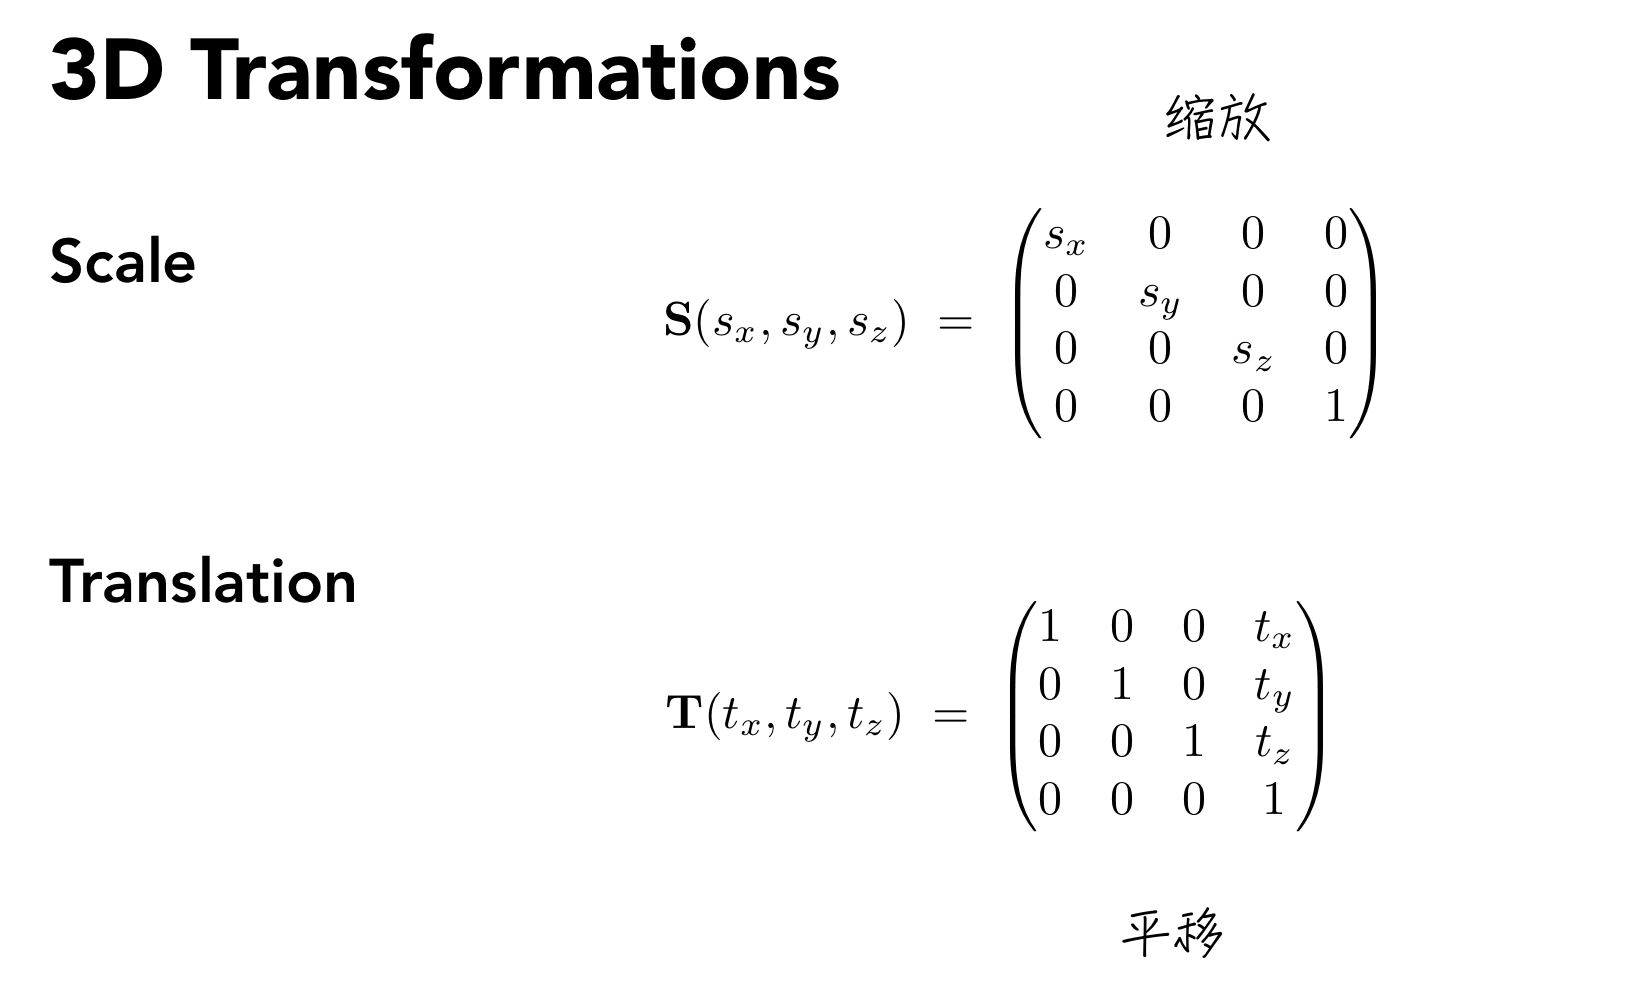 3D Transformations
缩放
Scale
S(s_x, s_y, s_z) = \begin{pmatrix} s_x & 0 & 0 & 0 \\ 0 & s_y & 0 & 0 \\ 0 & 0 & s_z & 0 \\ 0 & 0 & 0 & 1 \end{pmatrix}
Translation
T(t_x, t_y, t_z) = \begin{pmatrix} 1 & 0 & 0 & t_x \\ 0 & 1 & 0 & t_y \\ 0 & 0 & 1 & t_z \\ 0 & 0 & 0 & 1 \end{pmatrix}
平移